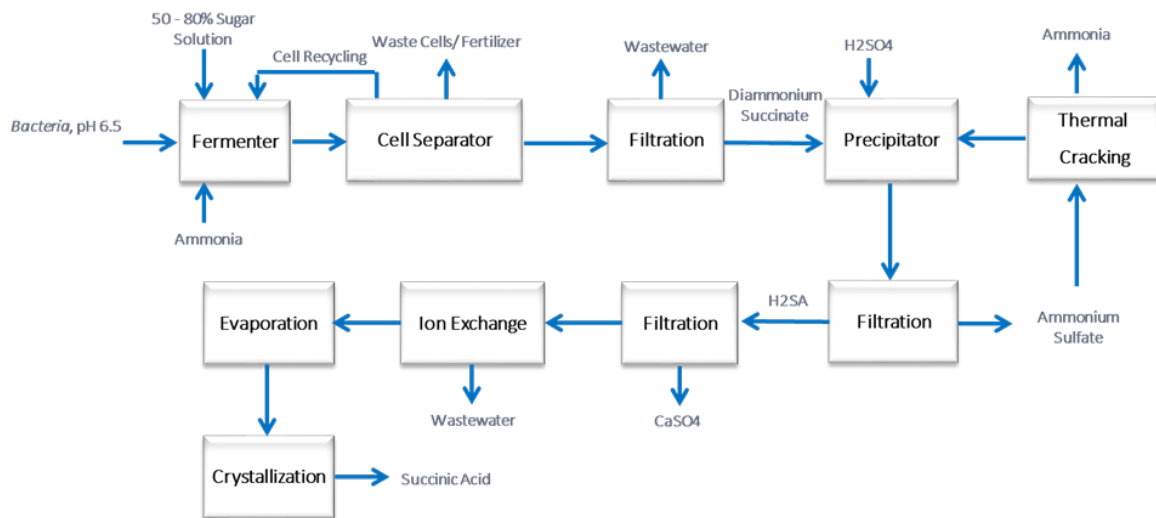 50 - 80% Sugar
Solution
Cell Recycling
Waste Cells/ Fertilizer
Wastewater
H2SO4
Ammonia
Bacteria, pH 6.5
Fermenter
Cell Separator
Filtration
Diammonium
Succinate
Precipitator
Thermal
Cracking
Ammonia
Evaporation
Ion Exchange
Filtration
H2SA
Filtration
Ammonium
Sulfate
Wastewater
CaSO4
Crystallization
Succinic Acid